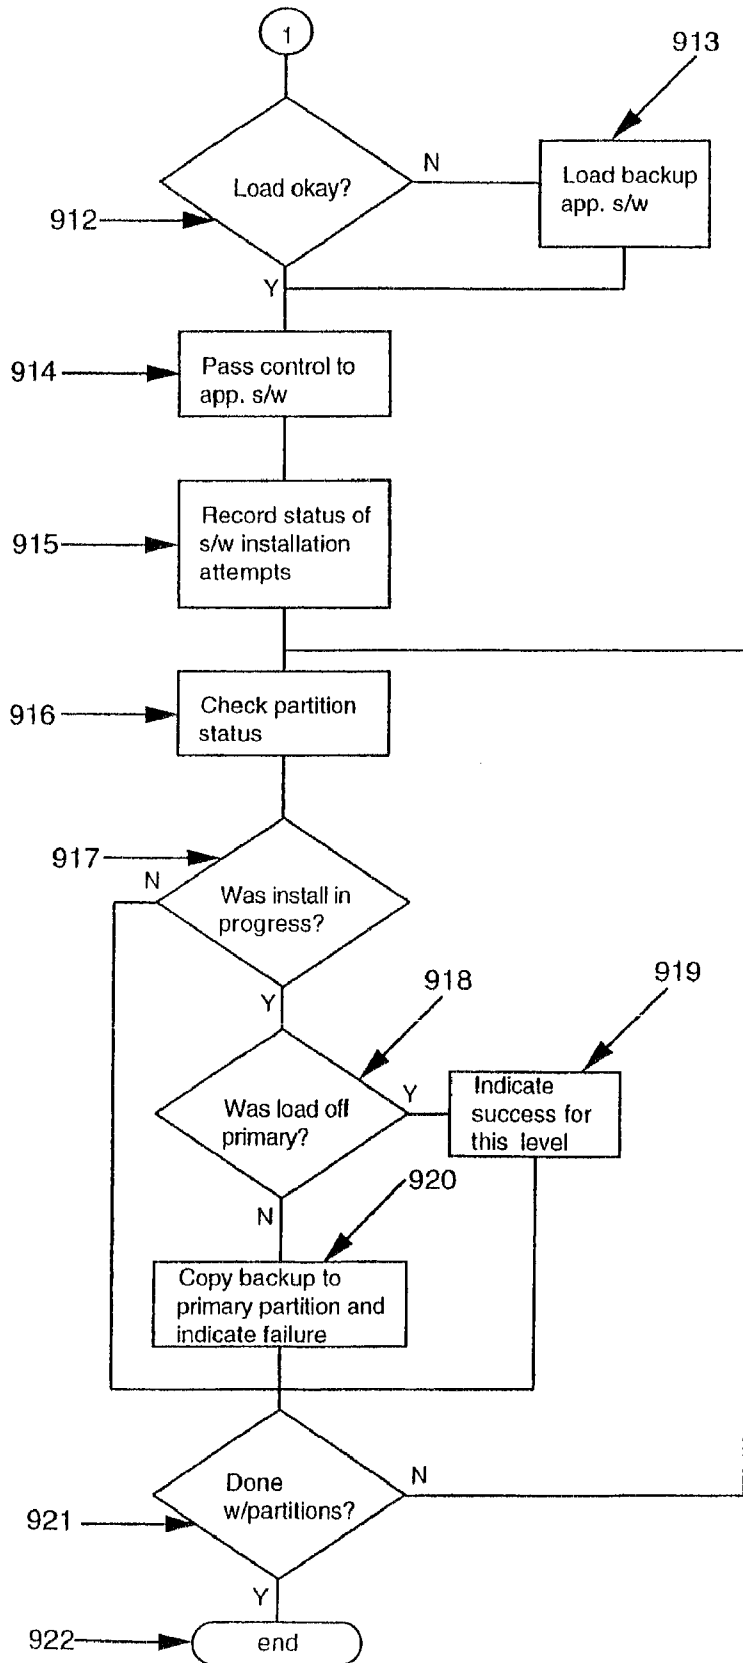 1
913
N
Load okay?
Load backup
app. s/w
912
Y
914
Pass control to
app. s/w
915
Record status of
s/w installation
attempts
916
Check partition
status
917
N
Was install in
progress?
Y
918
919
Was load off
primary?
Y
Indicate
success for
this level
920
N
Copy backup to
primary partition and
indicate failure
Done
w/partitions?
N
921
Y
922
end